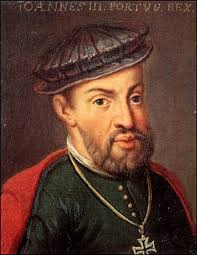 IOANNES III. PORTVG. REX.